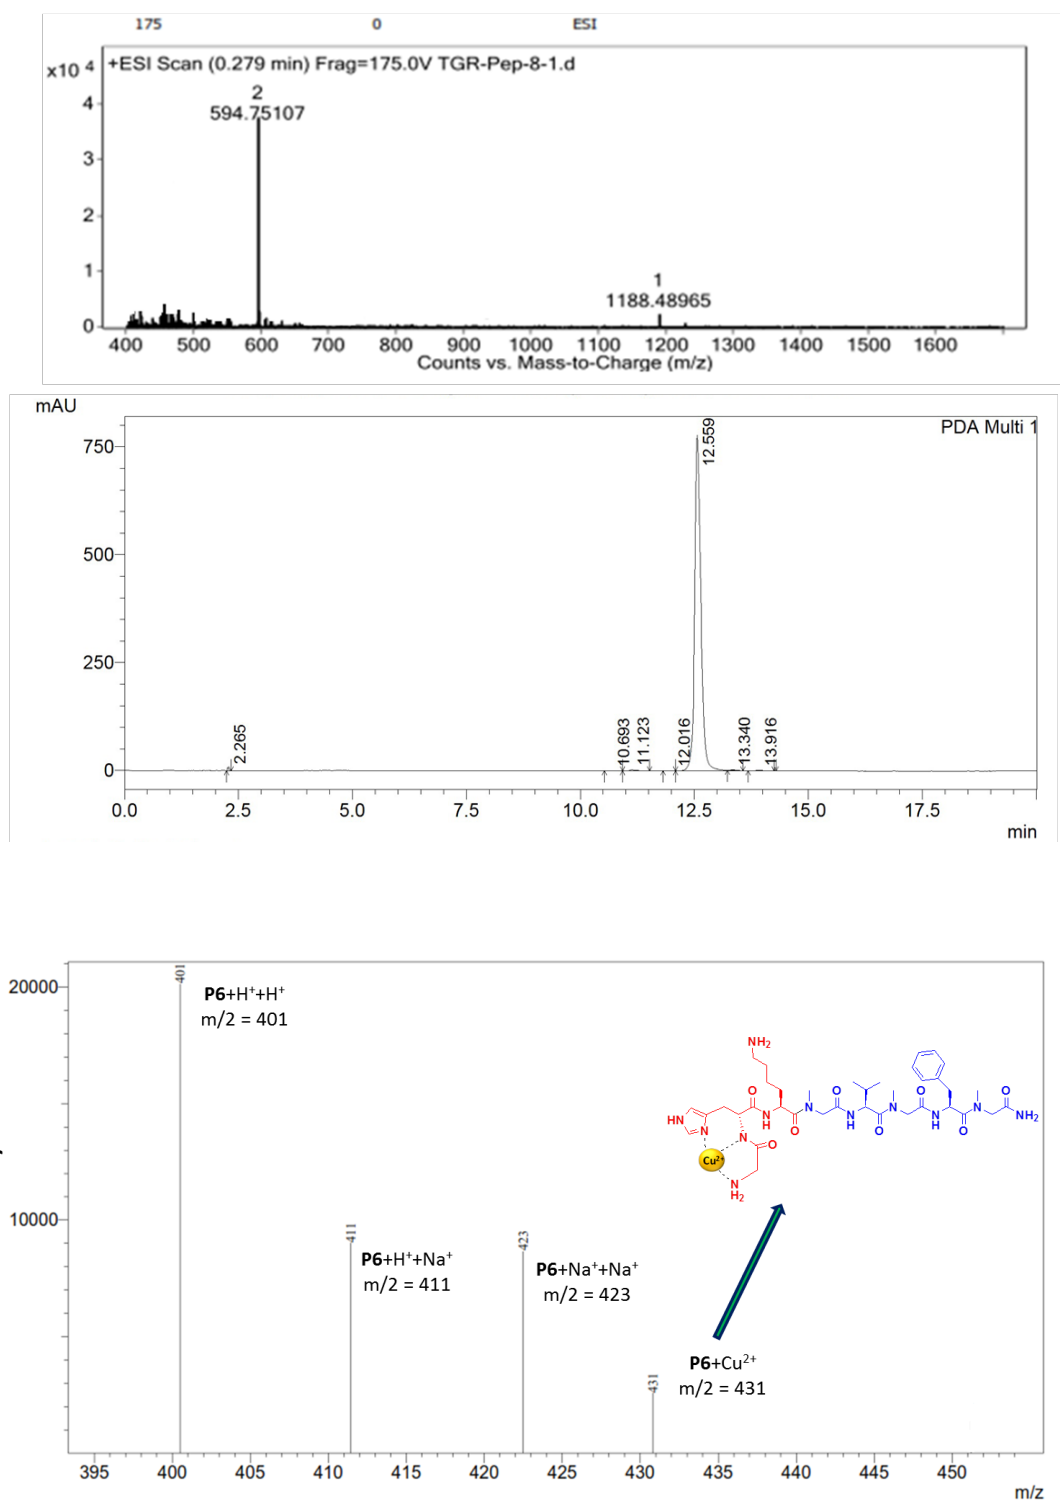 175 0 ESI
x10 4 +ESI Scan (0.279 min) Frag=175.0V TGR-Pep-8-1.d
2
594.75107
4
3
2
1
0
1
1188.48965
400 500 600 700 800 900 1000 1100 1200 1300 1400 1500 1600
Counts vs. Mass-to-Charge (m/z)
mAU
PDA Multi 1
750
500
250
0
2.265
10.693
11.123
12.016
12.559
13.340
13.916
0.0 2.5 5.0 7.5 10.0 12.5 15.0 17.5
min
20000
10000
401
P6+H⁺+H⁺
m/2 = 401
411
P6+H⁺+Na⁺
m/2 = 411
423
P6+Na⁺+Na⁺
m/2 = 423
431
P6+Cu²⁺
m/2 = 431
NH₂
O H N O N O H N O N O H N O N O NH₂
HN N N O
Cu²⁺
N H₂
395 400 405 410 415 420 425 430 435 440 445 450
m/z